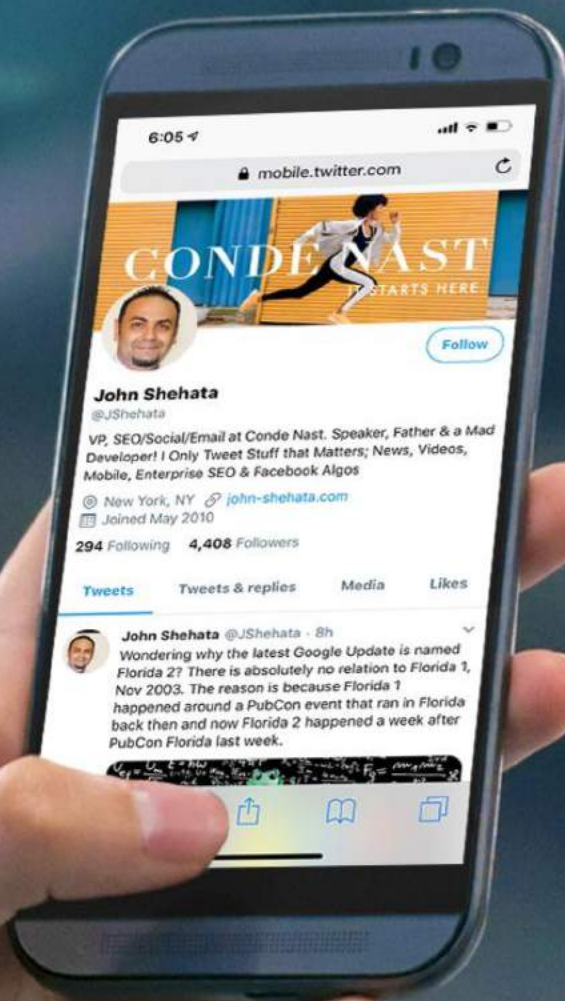 6:05
mobile.twitter.com
CONDE NAST
IT STARTS HERE
Follow
John Shehata
@JShehata
VP, SEO/Social/Email at Conde Nast. Speaker, Father & a Mad
Developer! I Only Tweet Stuff that Matters; News, Videos,
Mobile, Enterprise SEO & Facebook Algos
New York, NY john-shehata.com
Joined May 2010
294 Following 4,408 Followers
Tweets Tweets & replies Media Likes
John Shehata @JShehata · 8h
Wondering why the latest Google Update is named
Florida 2? There is absolutely no relation to Florida 1,
Nov 2003. The reason is because Florida 1
happened around a PubCon event that ran in Florida
back then and now Florida 2 happened a week after
PubCon Florida last week.